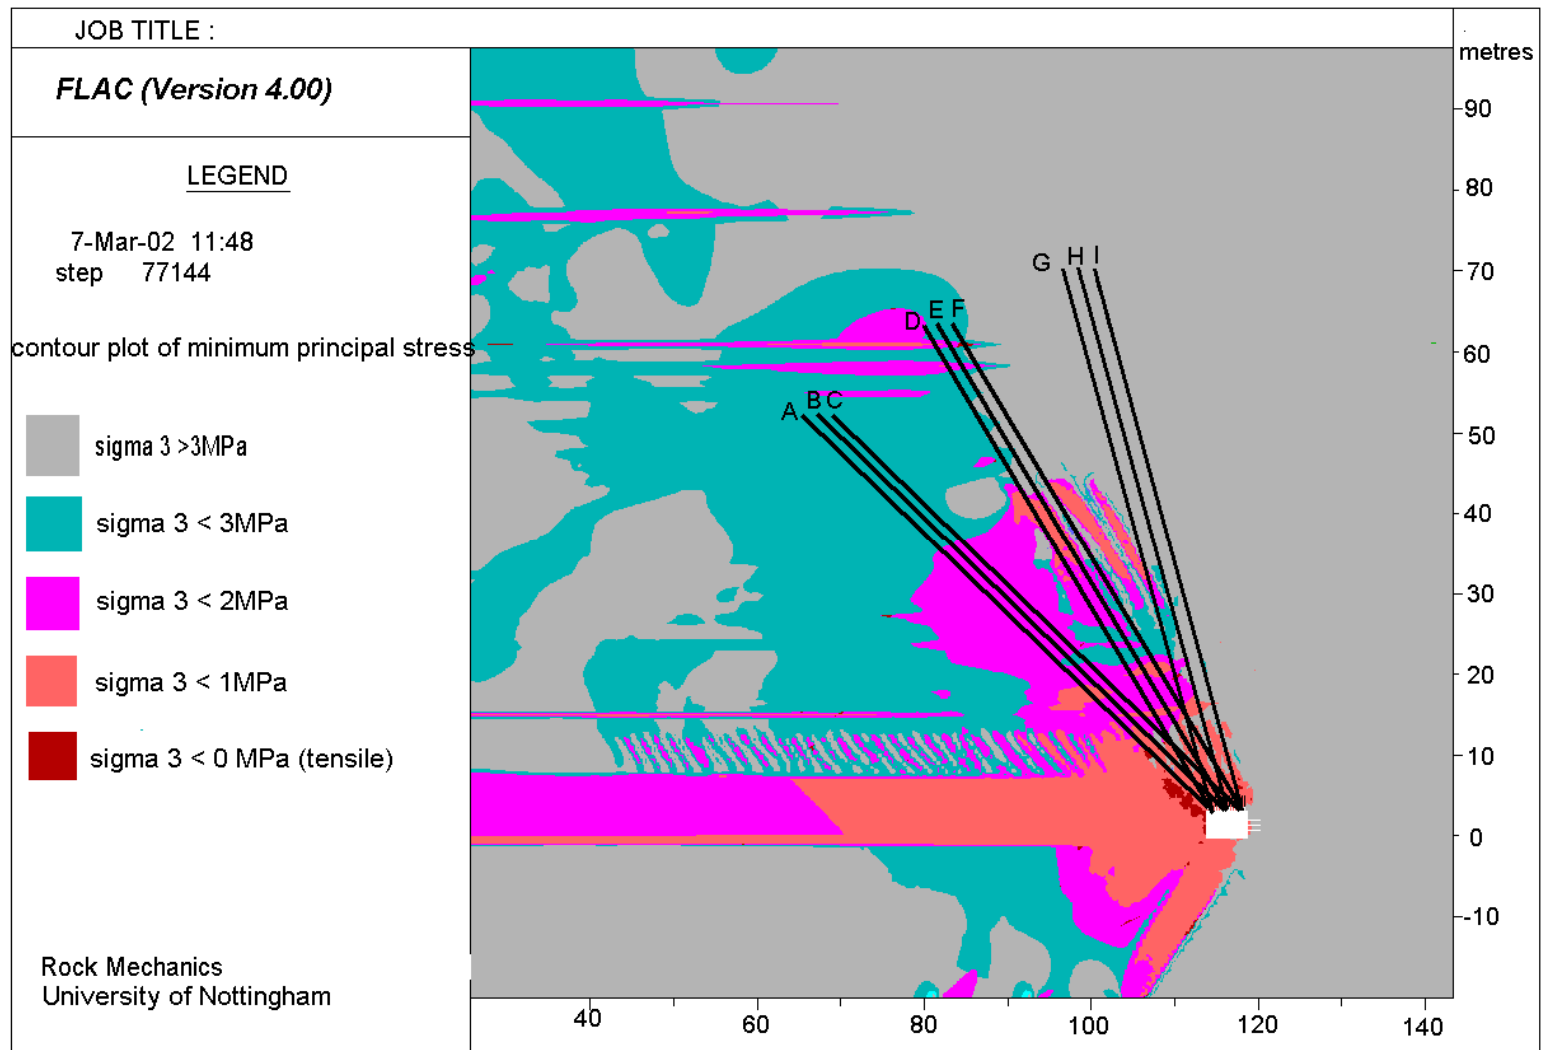 JOB TITLE :
FLAC (Version 4.00)
LEGEND
7-Mar-02 11:48
step 77144
contour plot of minimum principal stress
sigma 3 >3MPa
sigma 3 < 3MPa
sigma 3 < 2MPa
sigma 3 < 1MPa
sigma 3 < 0 MPa (tensile)
Rock Mechanics
University of Nottingham
metres
90
80
70
60
50
40
30
20
10
0
-10
G H I
D E F
A B C
40 60 80 100 120 140